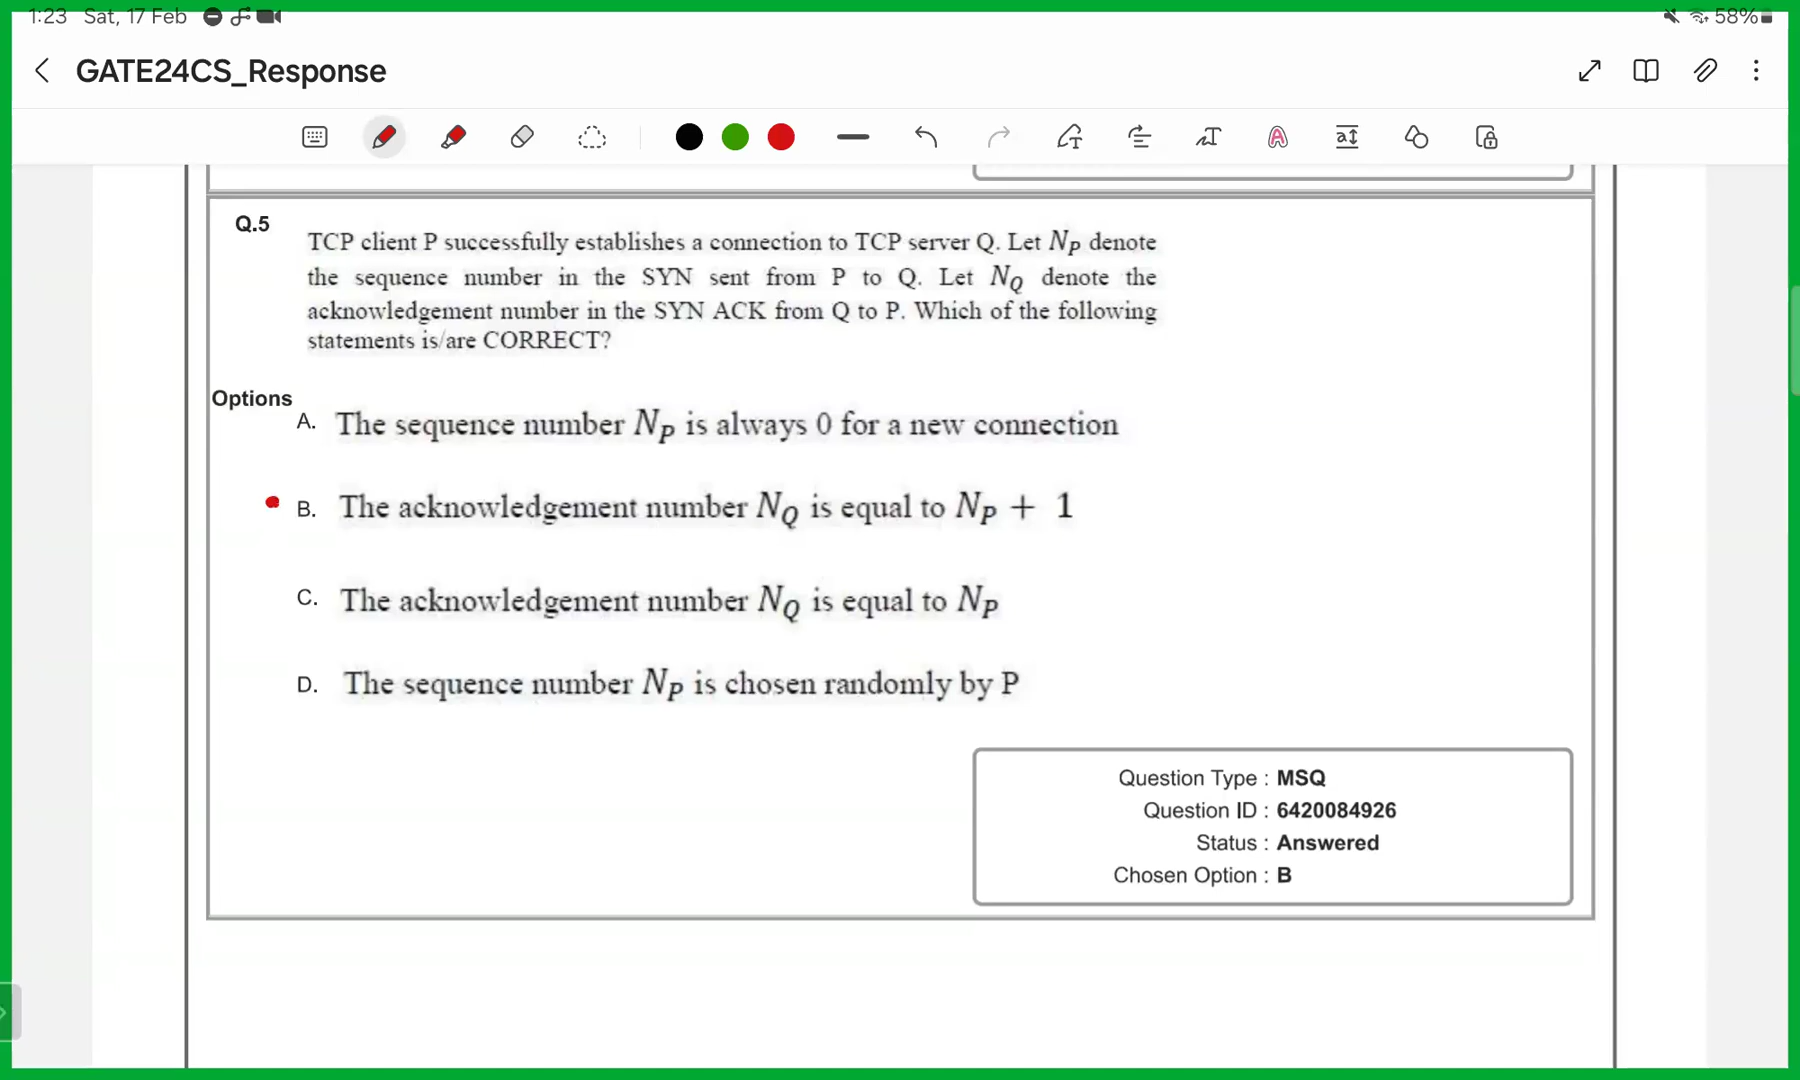 1:23 Sat, 17 Feb
58%
GATE24CS_Response
Q.5
TCP client P successfully establishes a connection to TCP server Q. Let N_P denote
the sequence number in the SYN sent from P to Q. Let N_Q denote the
acknowledgement number in the SYN ACK from Q to P. Which of the following
statements is/are CORRECT?
Options
A. The sequence number N_P is always 0 for a new connection
B. The acknowledgement number N_Q is equal to N_P + 1
C. The acknowledgement number N_Q is equal to N_P
D. The sequence number N_P is chosen randomly by P
Question Type : MSQ
Question ID : 6420084926
Status : Answered
Chosen Option : B